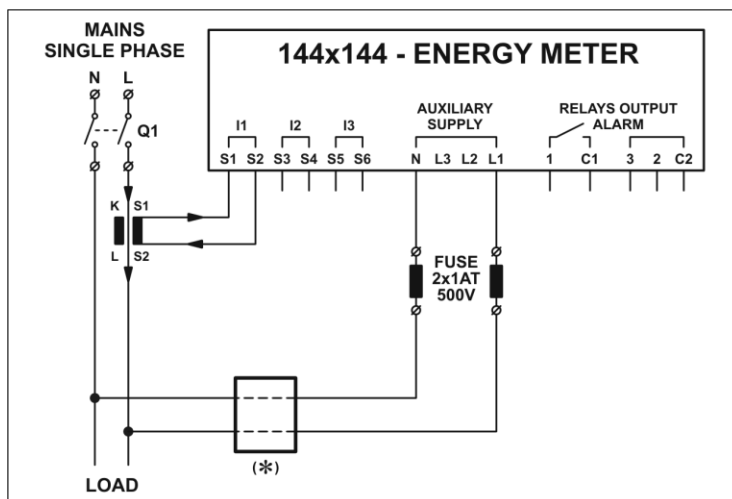 MAINS
SINGLE PHASE
N L
Q1
144x144 - ENERGY METER
I1 I2 I3
AUXILIARY
SUPPLY
RELAYS OUTPUT
ALARM
S1 S2 S3 S4 S5 S6 N L3 L2 L1 1 C1 3 2 C2
K S1
L S2
FUSE
2x1AT
500V
(*)
LOAD